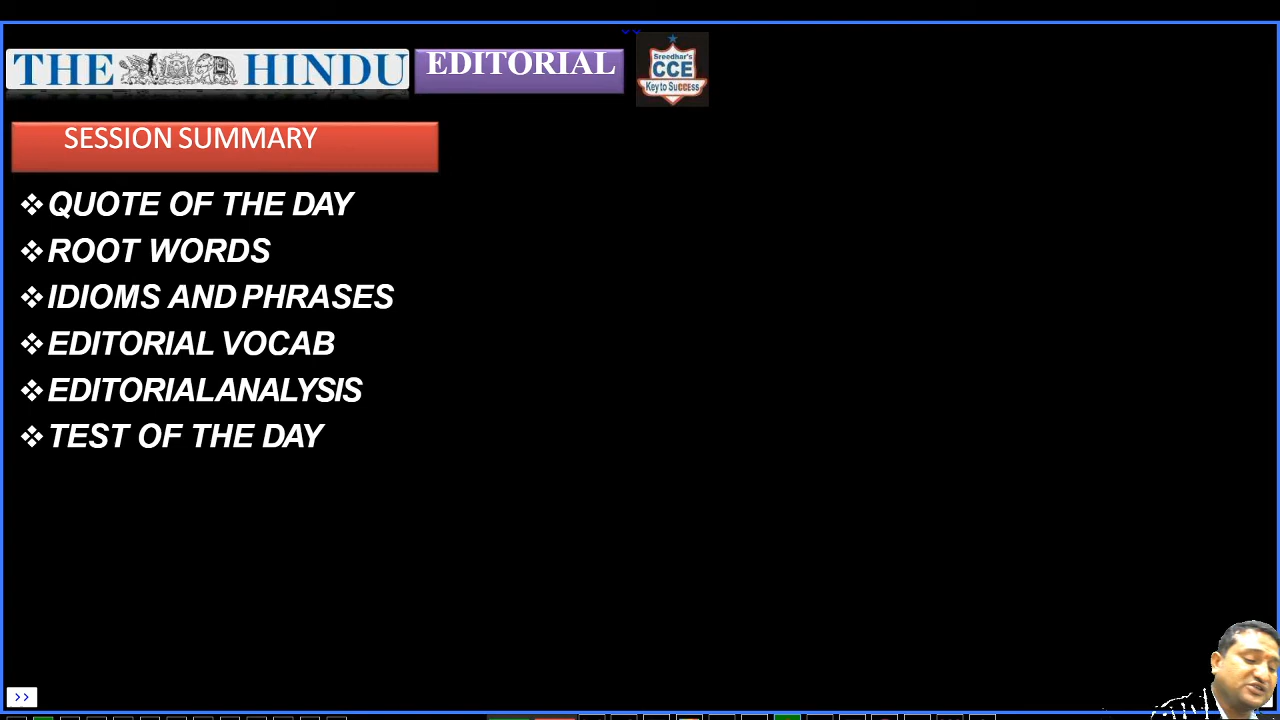 THE HINDU EDITORIAL
Sreedhar's
CCE
Key to SuCCEss
SESSION SUMMARY
❖QUOTE OF THE DAY
❖ROOT WORDS
❖IDIOMS AND PHRASES
❖EDITORIAL VOCAB
❖EDITORIALANALYSIS
❖TEST OF THE DAY
>>